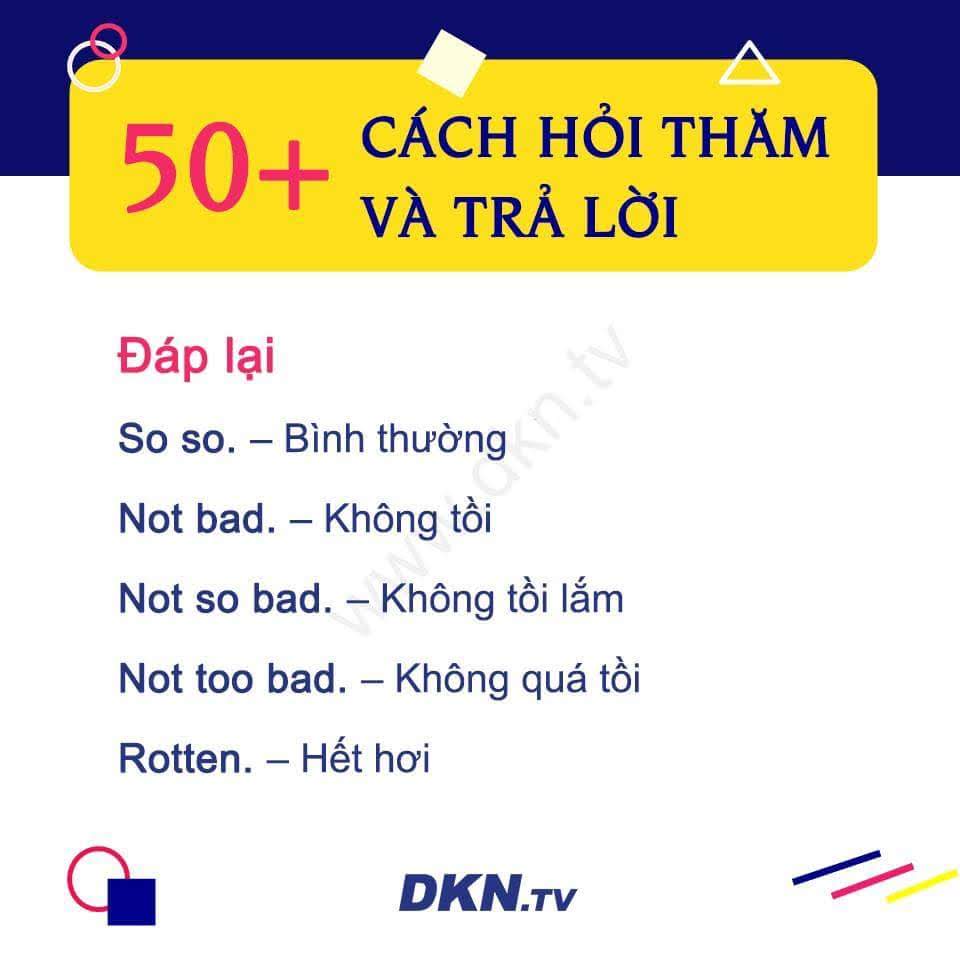 50+ CÁCH HỎI THĂM
VÀ TRẢ LỜI
Đáp lại
So so. – Bình thường
Not bad. – Không tồi
Not so bad. – Không tồi lắm
Not too bad. – Không quá tồi
Rotten. – Hết hơi
www.dkn.tv
DKN.TV